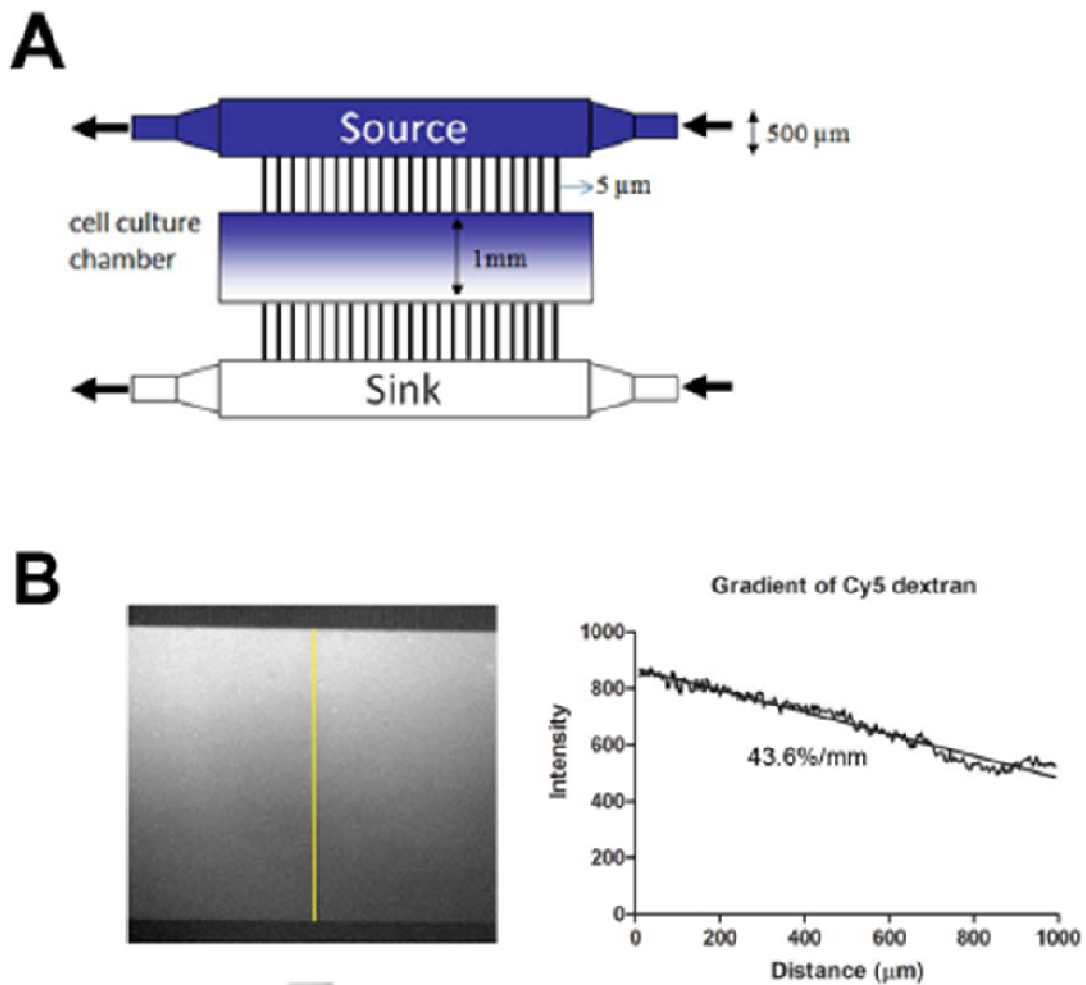 A
Source
500 μm
5 μm
cell culture
chamber
1mm
Sink
B
Gradient of Cy5 dextran
1000
800
600
400
200
0
Intensity
43.6%/mm
0 200 400 600 800 1000
Distance (μm)